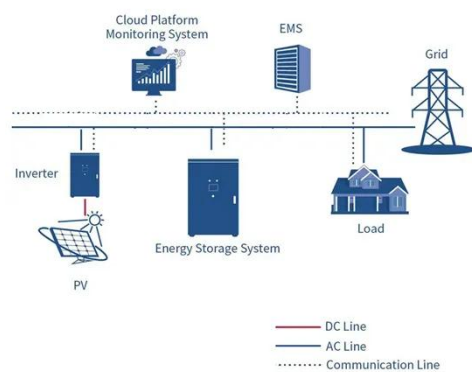 Cloud Platform
Monitoring System
EMS
Grid
Inverter
Energy Storage System
Load
PV
DC Line
AC Line
Communication Line